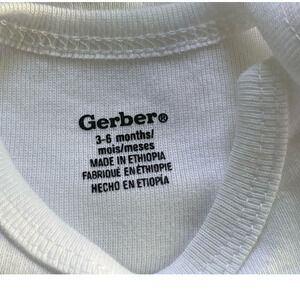 Gerber®
3-6 months/
mois/meses
MADE IN ETHIOPIA
FABRIQUÉ EN ÉTHIOPIE
HECHO EN ETIOPÍA